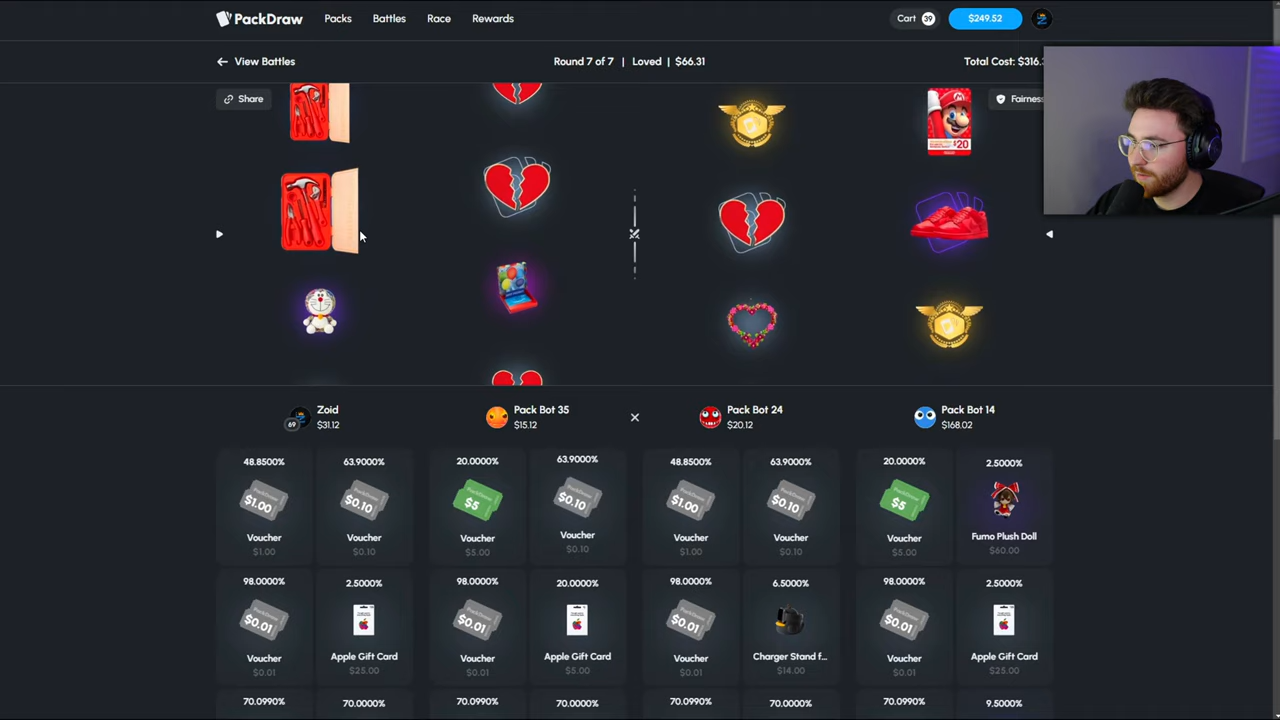 PackDraw
Packs
Battles
Race
Rewards
Cart 39
$249.52
View Battles
Round 7 of 7 | Loved | $66.31
Total Cost: $316.
Share
Fairness
$20
69
Zoid
$31.12
Pack Bot 35
$15.12
Pack Bot 24
$20.12
Pack Bot 14
$168.02
48.8500%
63.9000%
20.0000%
63.9000%
48.8500%
63.9000%
20.0000%
2.5000%
$1.00
$0.10
$5
$0.10
$1.00
$0.10
$5
Voucher
Voucher
Voucher
Voucher
Voucher
Voucher
Voucher
Fumo Plush Doll
$1.00
$0.10
$5.00
$0.10
$1.00
$0.10
$5.00
$60.00
98.0000%
2.5000%
98.0000%
20.0000%
98.0000%
6.5000%
98.0000%
2.5000%
$0.01
$0.01
$0.01
$0.01
Voucher
Apple Gift Card
Voucher
Apple Gift Card
Voucher
Charger Stand f...
Voucher
Apple Gift Card
$0.01
$25.00
$0.01
$5.00
$0.01
$14.00
$0.01
$25.00
70.0990%
70.0000%
70.0990%
70.0000%
70.0990%
70.0000%
70.0990%
9.5000%